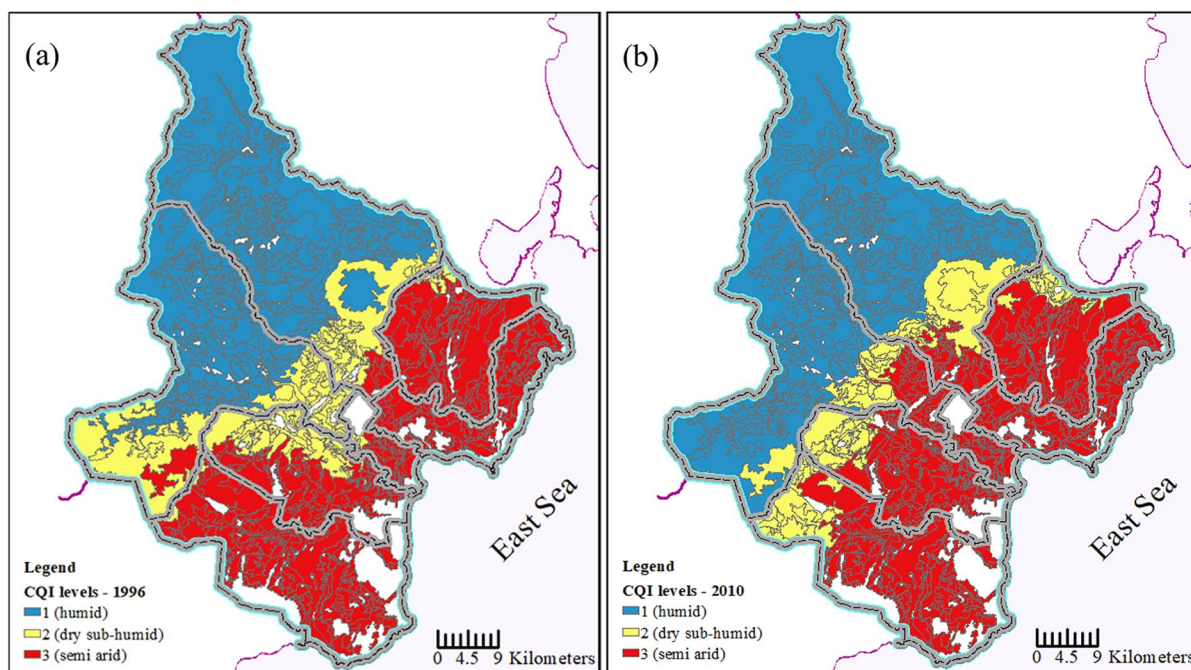 (a)
East Sea
Legend
CQI levels - 1996
1 (humid)
2 (dry sub-humid)
3 (semi arid)
0 4.5 9 Kilometers
(b)
East Sea
Legend
CQI levels - 2010
1 (humid)
2 (dry sub-humid)
3 (semi arid)
0 4.5 9 Kilometers